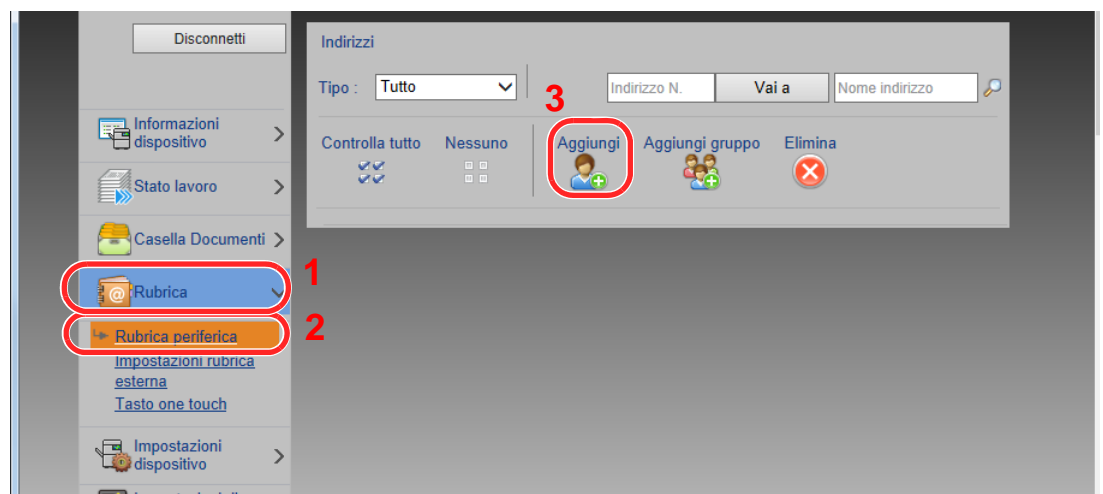 Disconnetti
Informazioni
dispositivo
Stato lavoro
Casella Documenti
1
Rubrica
2
Rubrica periferica
Impostazioni rubrica
esterna
Tasto one touch
Impostazioni
dispositivo
Indirizzi
Tipo : Tutto
Indirizzo N. Vai a Nome indirizzo
3
Controlla tutto Nessuno Aggiungi Aggiungi gruppo Elimina